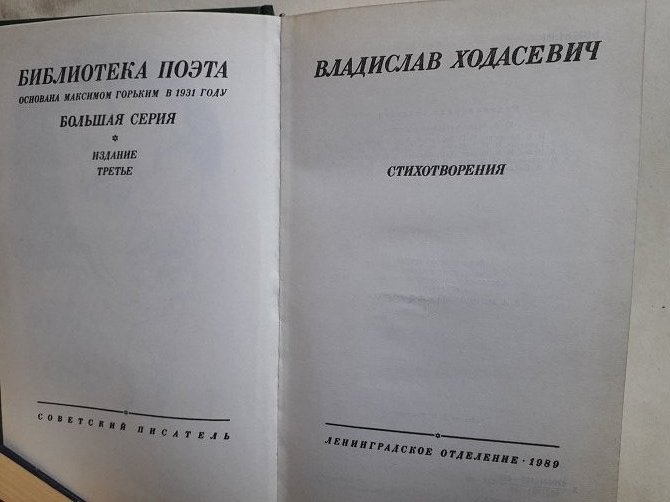 БИБЛИОТЕКА ПОЭТА
ОСНОВАНА МАКСИМОМ ГОРЬКИМ В 1931 ГОДУ
БОЛЬШАЯ СЕРИЯ
ИЗДАНИЕ
ТРЕТЬЕ
СОВЕТСКИЙ ПИСАТЕЛЬ
ВЛАДИСЛАВ ХОДАСЕВИЧ
СТИХОТВОРЕНИЯ
ЛЕНИНГРАДСКОЕ ОТДЕЛЕНИЕ · 1989